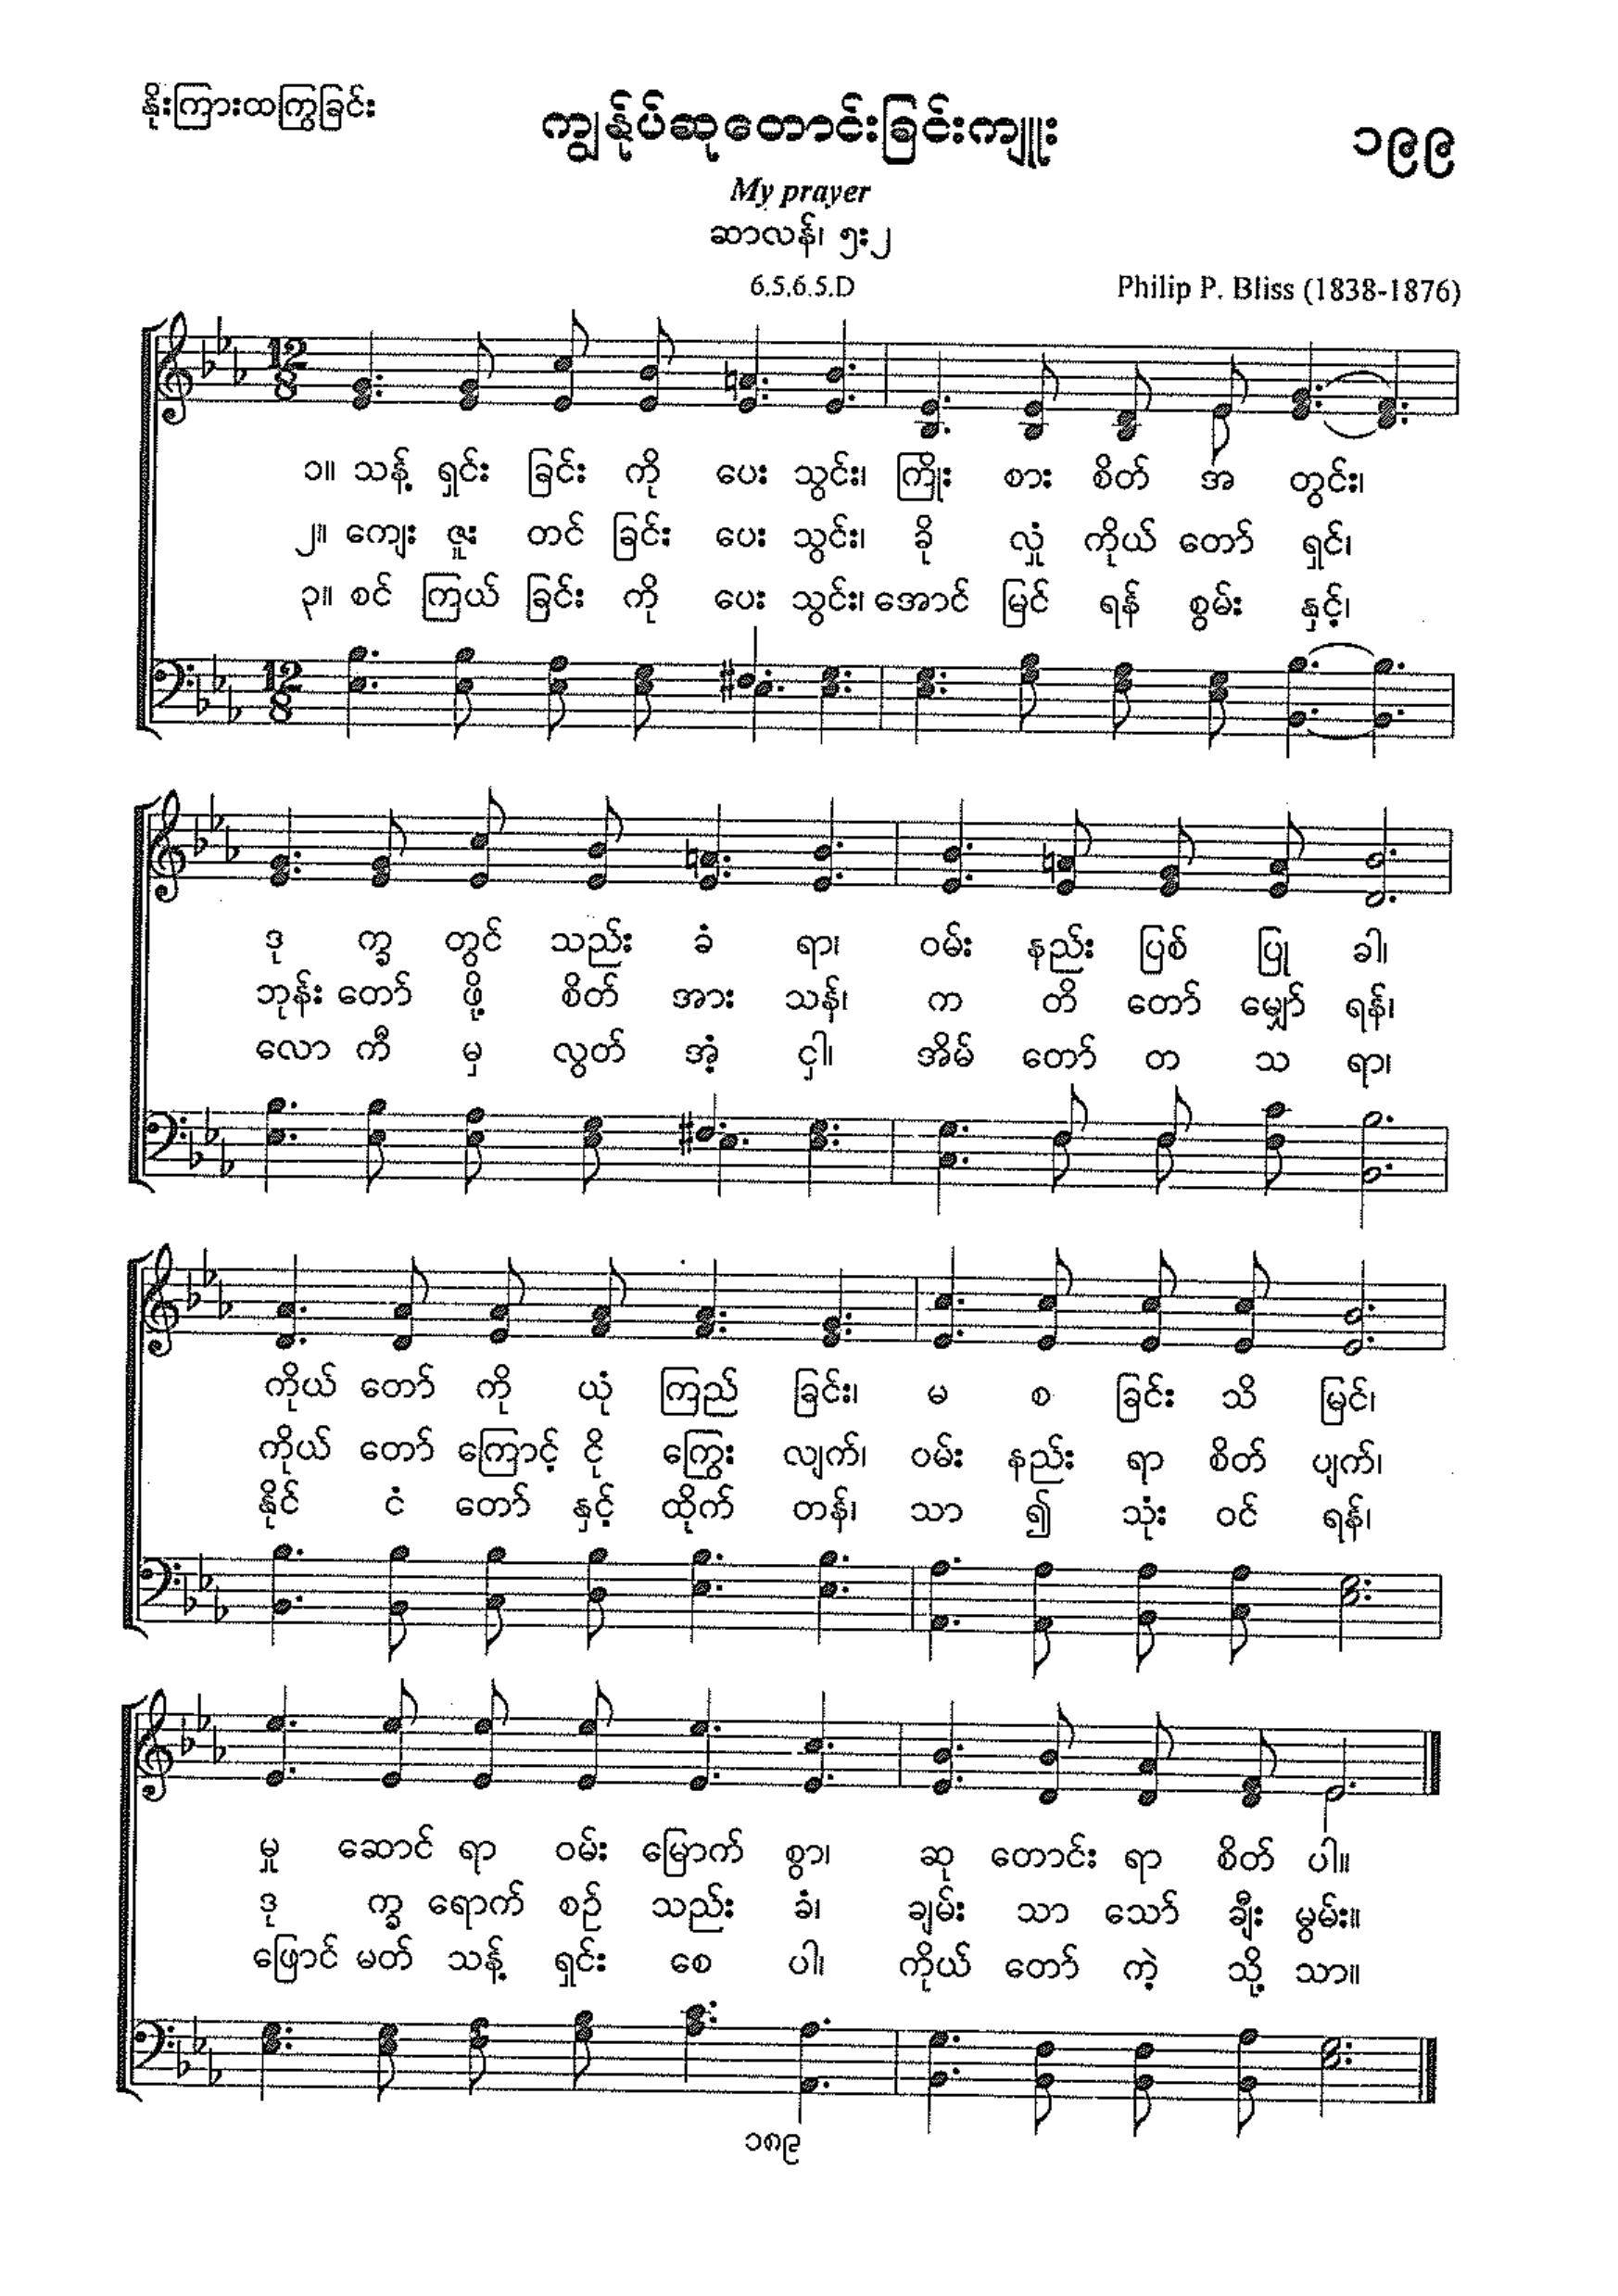 နိုးကြားထကြွခြင်း
ကျွန်ုပ်ဆုတောင်းခြင်းကျူး
၁၉၉
My prayer
ဆာလန်၊ ၅း၂
6.5.6.5.D
Philip P. Bliss (1838-1876)
၁။ သန့် ရှင်း ခြင်း ကို ပေး သွင်း၊ ကြိုး စား စိတ် အ တွင်း၊
၂။ ကျေး ဇူး တင် ခြင်း ပေး သွင်း၊ ခို လှုံ ကိုယ် တော် ရှင်၊
၃။ စင် ကြယ် ခြင်း ကို ပေး သွင်း၊ အောင် မြင် ရန် စွမ်း နှင့်၊
ဒု က္ခ တွင် သည်း ခံ ရာ၊ ဝမ်း နည်း ပြစ် ပြု ခါ၊
ဘုန်း တော် ဖို့ စိတ် အား သန်၊ က တိ တော် မျှော် ရန်၊
လော ကီ မှ လွတ် အံ့ ငှါ၊ အိမ် တော် တ သ ရာ၊
ကိုယ် တော် ကို ယုံ ကြည် ခြင်း၊ မ စ ခြင်း သိ မြင်၊
ကိုယ် တော် ကြောင့် ငို ကြွေး လျက်၊ ဝမ်း နည်း ရာ စိတ် ပျက်၊
နိုင် ငံ တော် နှင့် ထိုက် တန်၊ သာ ၍ သုံး ဝင် ရန်၊
မှု ဆောင် ရာ ဝမ်း မြောက် စွာ၊ ဆု တောင်း ရာ စိတ် ပါ။
ဒု က္ခ ရောက် စဉ် သည်း ခံ၊ ချမ်း သာ သော် ချီး မွမ်း။
ဖြောင် မတ် သန့် ရှင်း စေ ပါ၊ ကိုယ် တော် ကဲ့ သို့ သာ။
၁၈၉